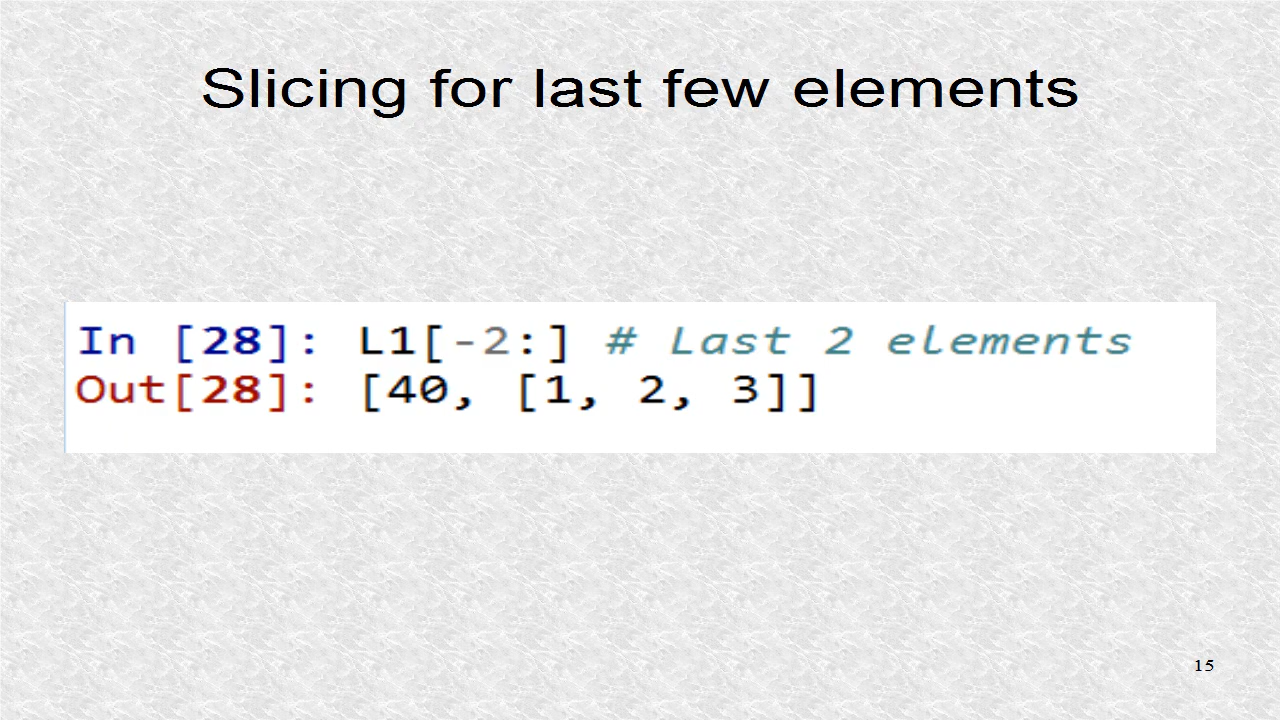 Slicing for last few elements
In [28]: L1[-2:] # Last 2 elements
Out[28]: [40, [1, 2, 3]]
15